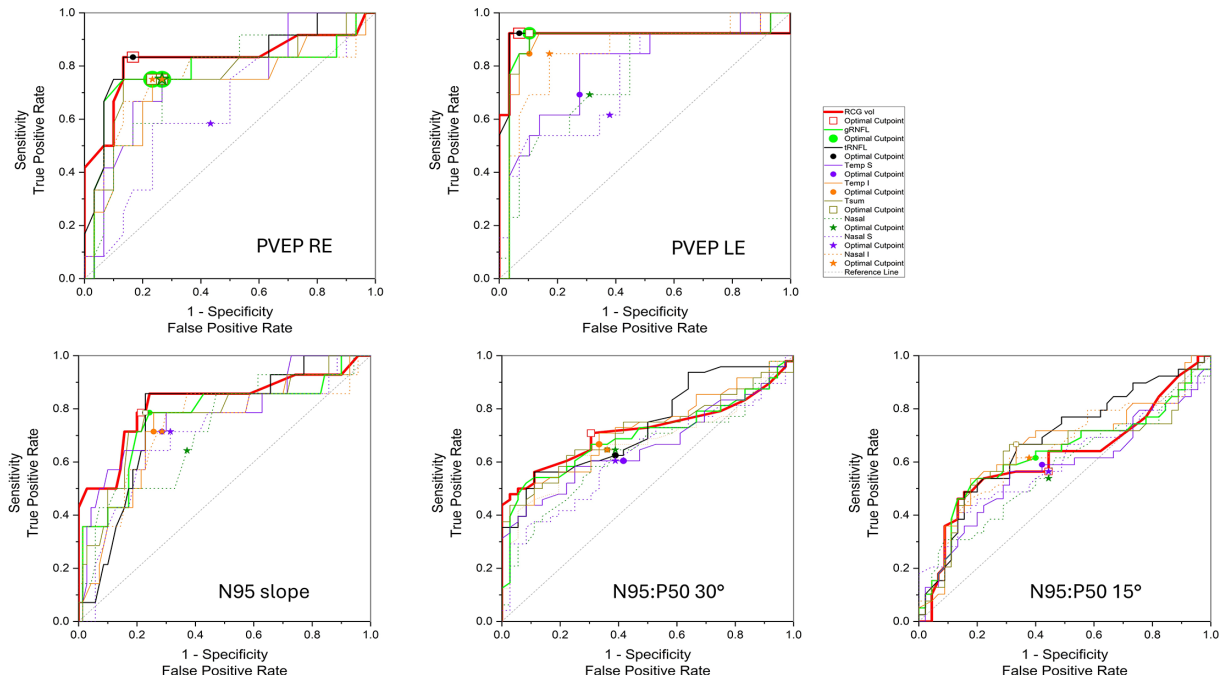 1.0
0.8
0.6
0.4
0.2
0.0
0.0
0.2
0.4
0.6
0.8
1.0
Sensitivity
True Positive Rate
1 - Specificity
False Positive Rate
PVEP RE
1.0
0.8
0.6
0.4
0.2
0.0
0.0
0.2
0.4
0.6
0.8
1.0
Sensitivity
True Positive Rate
1 - Specificity
False Positive Rate
PVEP LE
RCG vol
Optimal Cutpoint
gRNFL
Optimal Cutpoint
tRNFL
Optimal Cutpoint
Temp S
Optimal Cutpoint
Temp I
Optimal Cutpoint
Tsum
Optimal Cutpoint
Nasal
Optimal Cutpoint
Nasal S
Optimal Cutpoint
Nasal I
Optimal Cutpoint
Reference Line
1.0
0.8
0.6
0.4
0.2
0.0
0.0
0.2
0.4
0.6
0.8
1.0
Sensitivity
True Positive Rate
1 - Specificity
False Positive Rate
N95 slope
1.0
0.8
0.6
0.4
0.2
0.0
0.0
0.2
0.4
0.6
0.8
1.0
Sensitivity
True Positive Rate
1 - Specificity
False Positive Rate
N95:P50 30º
1.0
0.8
0.6
0.4
0.2
0.0
0.0
0.2
0.4
0.6
0.8
1.0
Sensitivity
True Positive Rate
1 - Specificity
False Positive Rate
N95:P50 15º